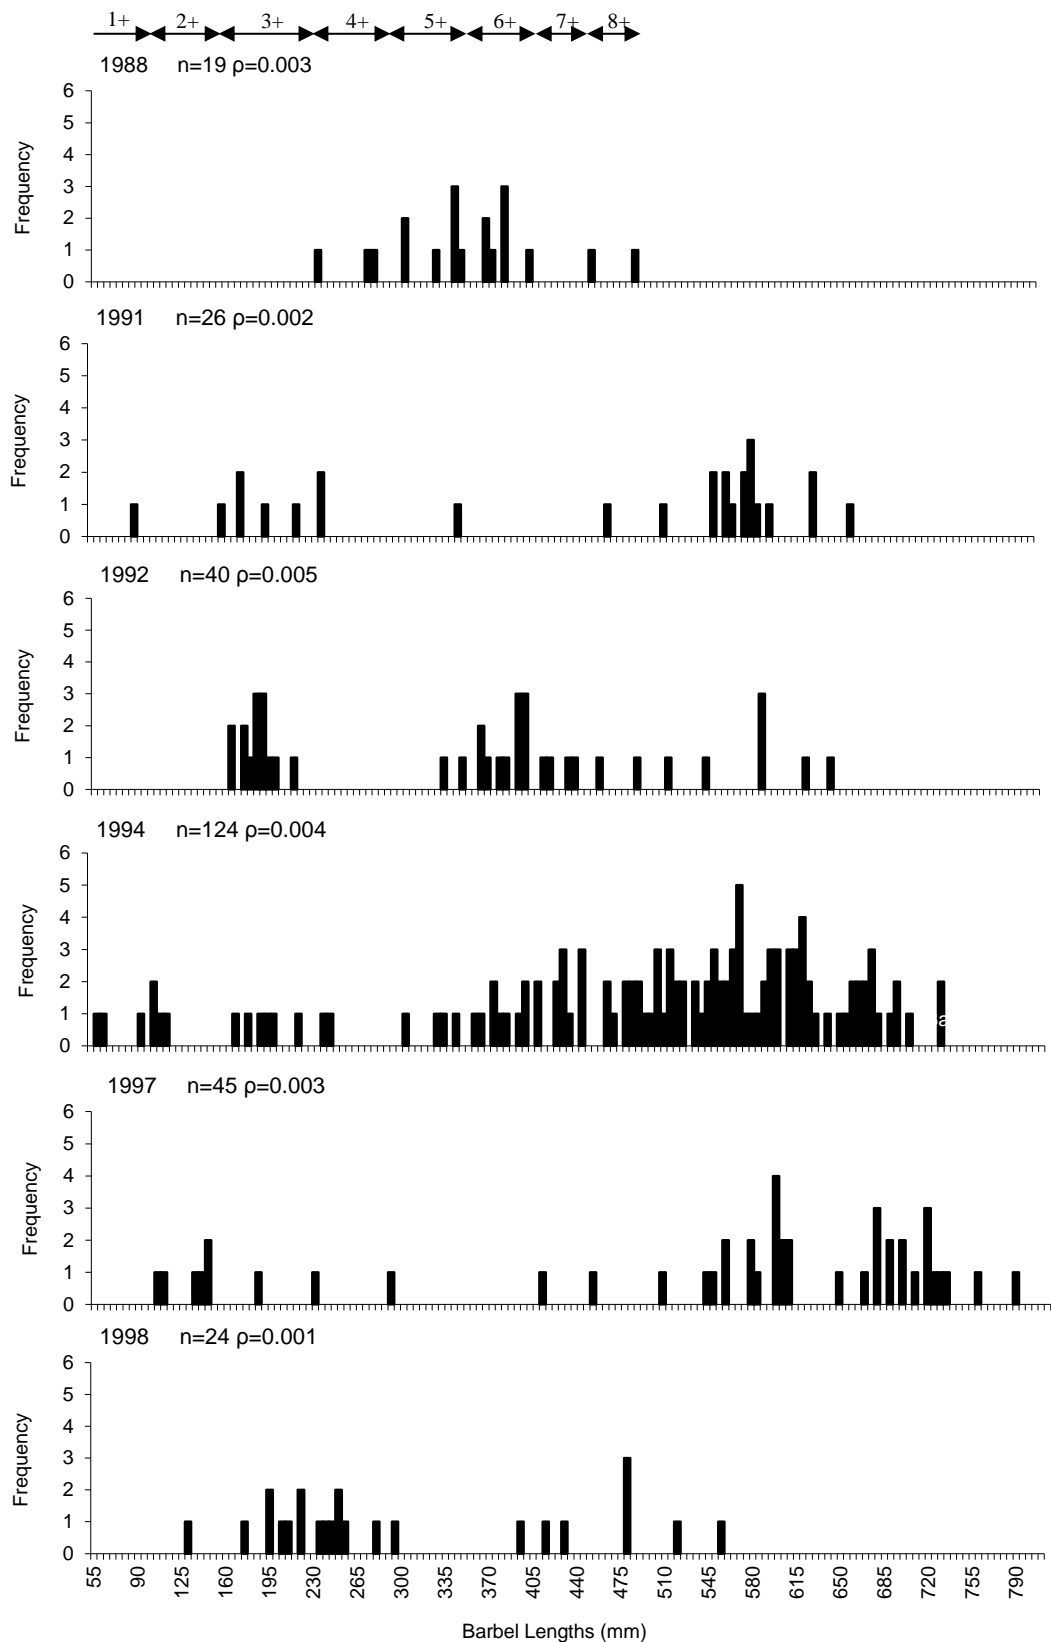 1+ 2+ 3+ 4+ 5+ 6+ 7+ 8+
1988 n=19 ρ=0.003
6
5
4
3
2
1
0
Frequency
1991 n=26 ρ=0.002
6
5
4
3
2
1
0
Frequency
1992 n=40 ρ=0.005
6
5
4
3
2
1
0
Frequency
1994 n=124 ρ=0.004
6
5
4
3
2
1
0
Frequency
a
1997 n=45 ρ=0.003
6
5
4
3
2
1
0
Frequency
1998 n=24 ρ=0.001
6
5
4
3
2
1
0
Frequency
55 90 125 160 195 230 265 300 335 370 405 440 475 510 545 580 615 650 685 720 755 790
Barbel Lengths (mm)